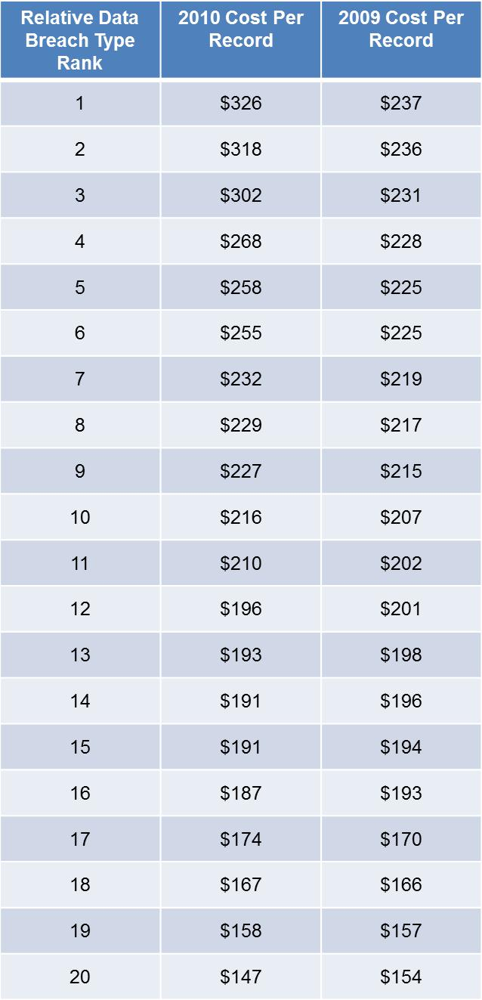 Relative Data Breach Type Rank 2010 Cost Per Record 2009 Cost Per Record
1 $326 $237
2 $318 $236
3 $302 $231
4 $268 $228
5 $258 $225
6 $255 $225
7 $232 $219
8 $229 $217
9 $227 $215
10 $216 $207
11 $210 $202
12 $196 $201
13 $193 $198
14 $191 $196
15 $191 $194
16 $187 $193
17 $174 $170
18 $167 $166
19 $158 $157
20 $147 $154